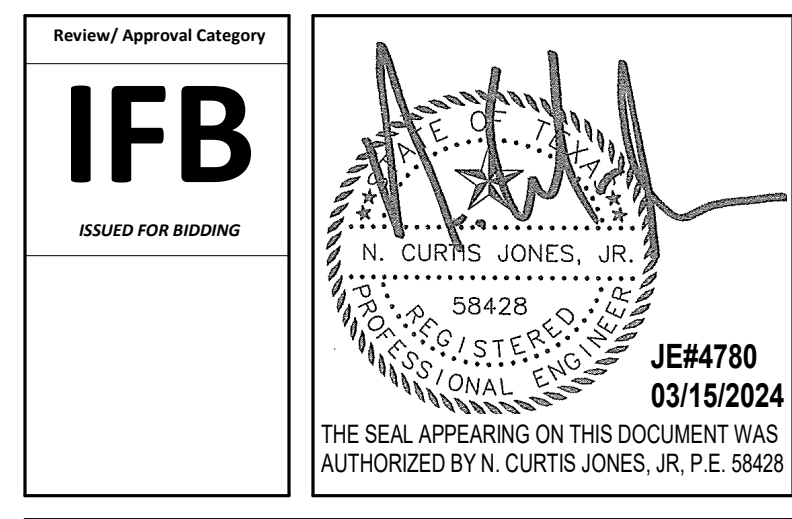 Review/ Approval Category
IFB
ISSUED FOR BIDDING
STATE OF TEXAS
N. CURTIS JONES, JR.
58428
REGISTERED
PROFESSIONAL ENGINEER
JE#4780
03/15/2024
THE SEAL APPEARING ON THIS DOCUMENT WAS
AUTHORIZED BY N. CURTIS JONES, JR, P.E. 58428